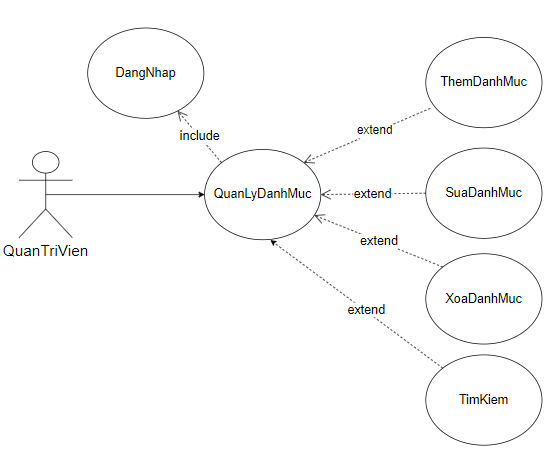 DangNhap
ThemDanhMuc
include
extend
QuanLyDanhMuc
extend
SuaDanhMuc
QuanTriVien
extend
XoaDanhMuc
extend
TimKiem